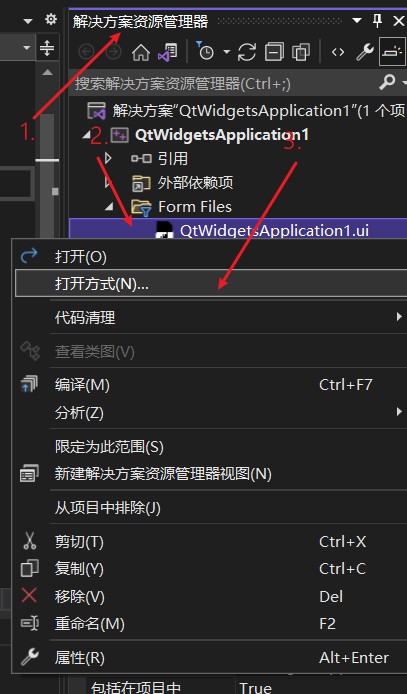 解决方案资源管理器
搜索解决方案资源管理器(Ctrl+;)
1.
解决方案"QtWidgetsApplication1"(1 个项
2.
QtWidgetsApplication1
3.
引用
外部依赖项
Form Files
QtWidgetsApplication1.ui
打开(O)
打开方式(N)...
代码清理
查看类图(V)
编译(M) Ctrl+F7
分析(Z)
限定为此范围(S)
新建解决方案资源管理器视图(N)
从项目中排除(J)
剪切(T) Ctrl+X
复制(Y) Ctrl+C
移除(V) Del
重命名(M) F2
属性(R) Alt+Enter
包括在项目中 True